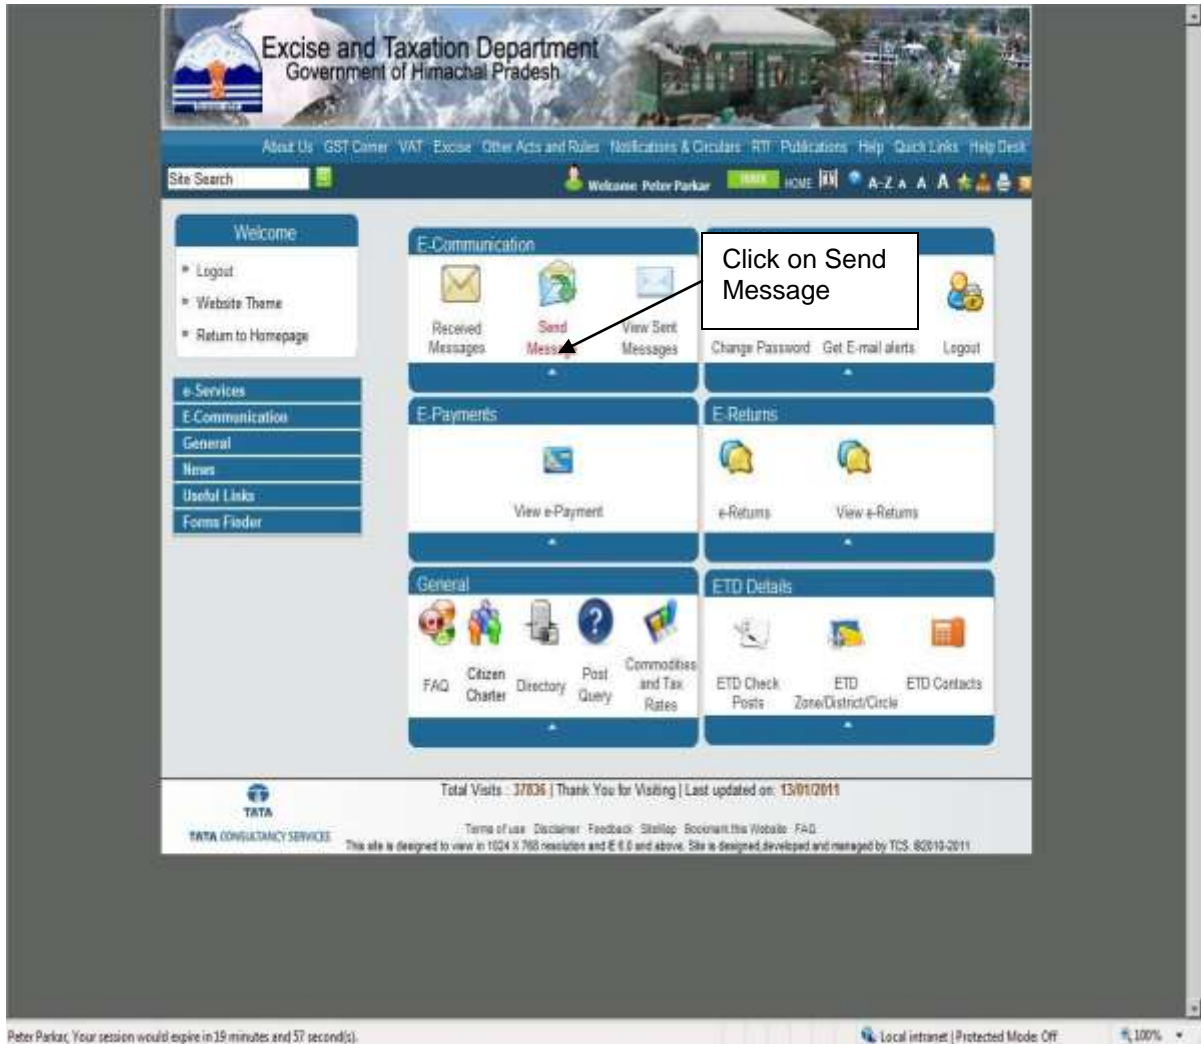 Excise and Taxation Department
Government of Himachal Pradesh
About Us GST Corner VAT Excise Other Acts and Rules Notifications & Circulars RTI Publications Help Quick Links Help Desk
Site Search
Welcome Peter Parkar HOME A-Z A A A
Welcome
Logout
Website Theme
Return to Homepage
e-Services
E-Communication
General
News
Useful Links
Forms Finder
E-Communication
Received Messages
Send Message
View Sent Messages
Click on Send
Message
Change Password Get E-mail alerts Logout
E-Payments
View e-Payment
E-Returns
e-Returns View e-Returns
General
FAQ
Citizen Charter
Directory
Post Query
Commodities and Tax Rates
ETD Details
ETD Check Posts
ETD Zone/District/Circle
ETD Contacts
TATA
TATA CONSULTANCY SERVICES
Total Visits : 37836 | Thank You for Visiting | Last updated on: 13/01/2011
Terms of use Disclaimer Feedback SiteMap Bookmark this Website FAQ
This site is designed to view in 1024 X 768 resolution and IE 6.0 and above. Site is designed,developed and managed by TCS. ©2010-2011
Peter Parkar, Your session would expire in 19 minutes and 57 second(s).
Local intranet | Protected Mode: Off
100%